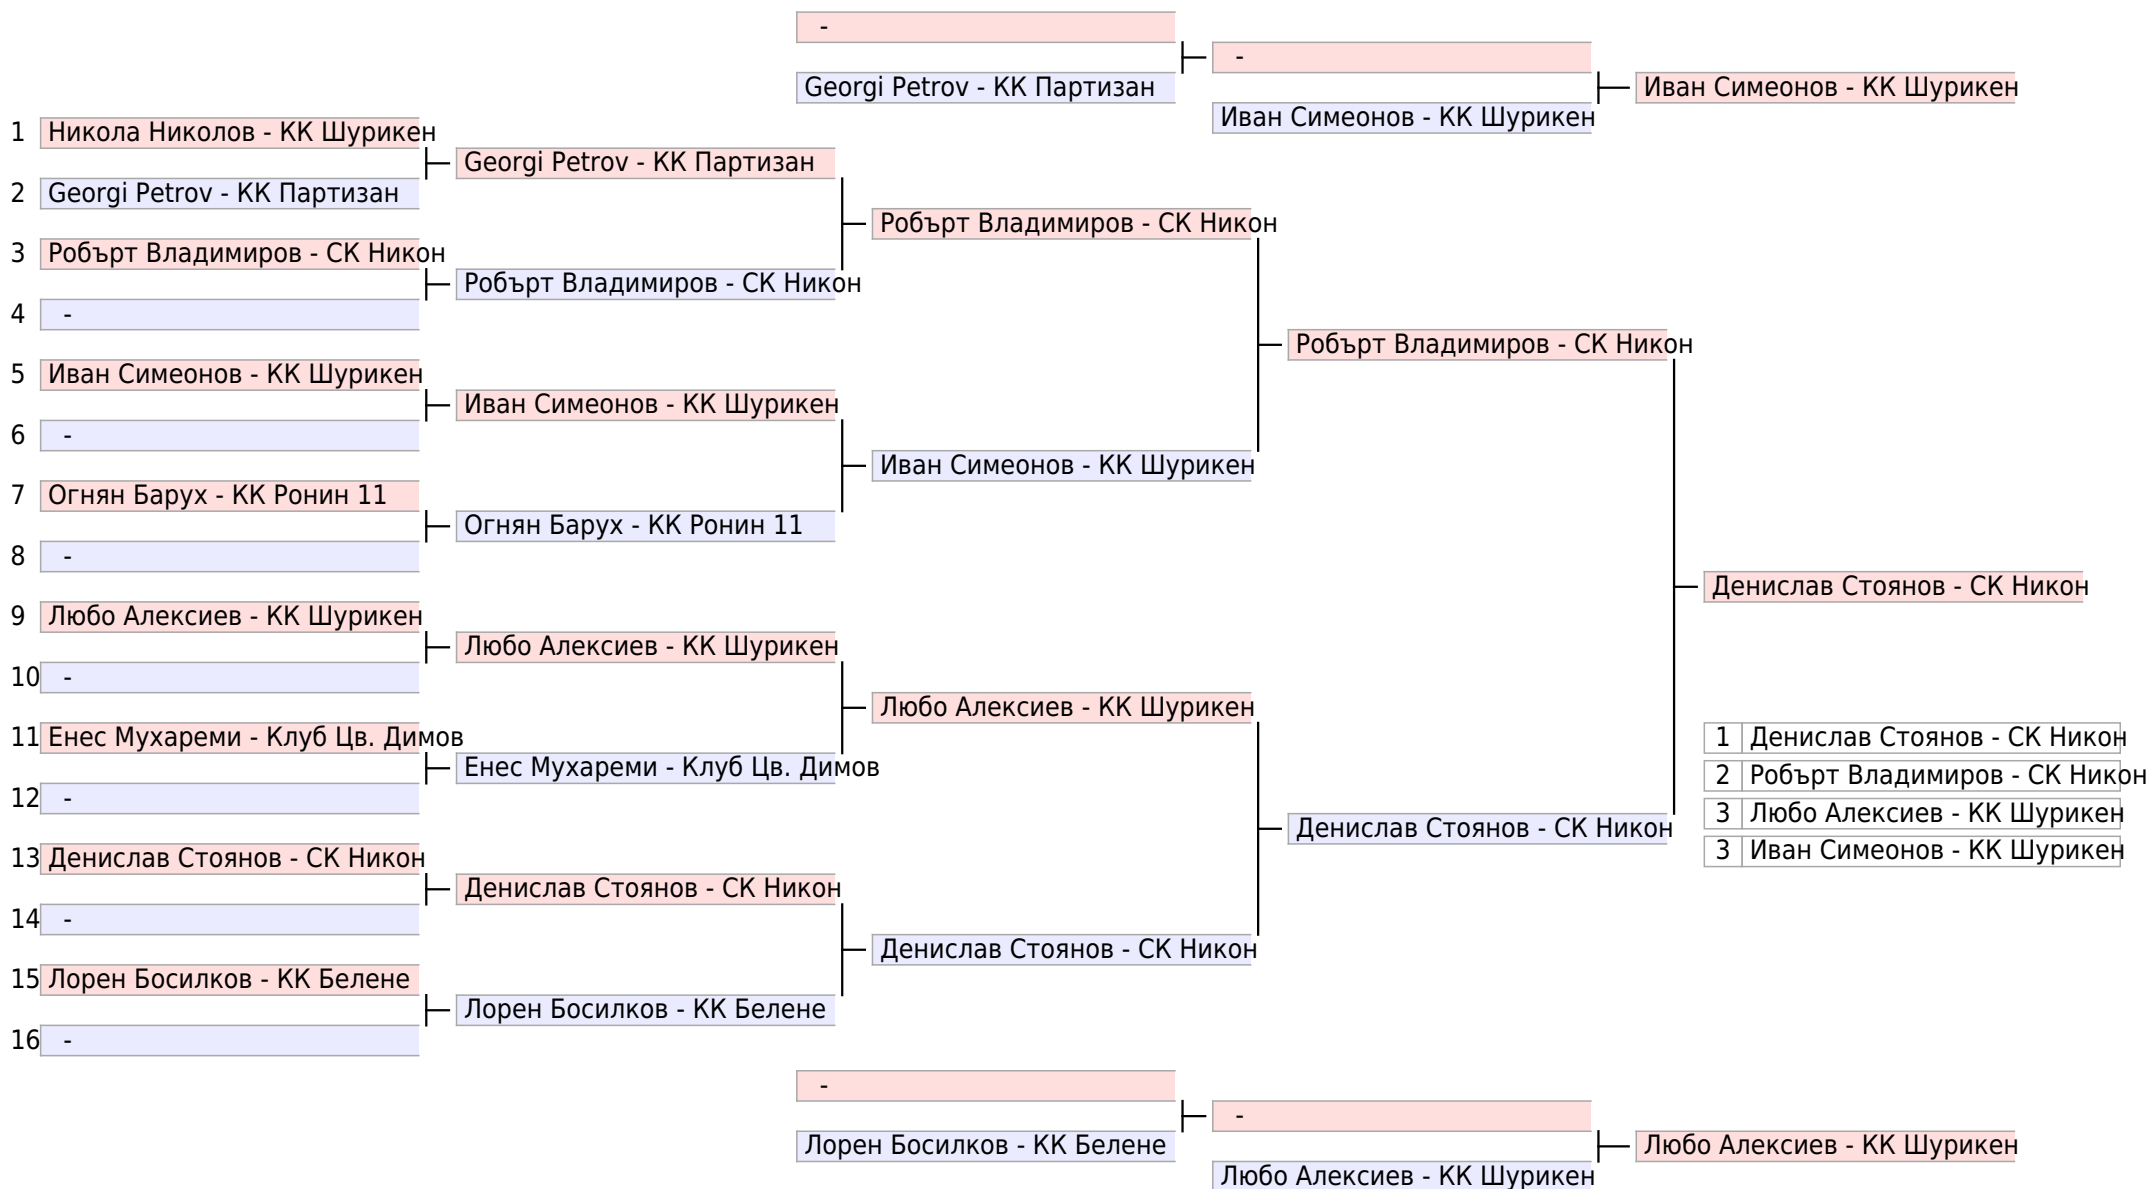 -
Georgi Petrov - КК Партизан
-
Иван Симеонов - КК Шурикен
Иван Симеонов - КК Шурикен
1 Никола Николов - КК Шурикен
2 Georgi Petrov - КК Партизан
3 Робърт Владимиров - СК Никон
4 -
5 Иван Симеонов - КК Шурикен
6 -
7 Огнян Барух - КК Ронин 11
8 -
9 Любо Алексиев - КК Шурикен
10 -
11 Енес Мухареми - Клуб Цв. Димов
12 -
13 Денислав Стоянов - СК Никон
14 -
15 Лорен Босилков - КК Белене
16 -
Georgi Petrov - КК Партизан
Робърт Владимиров - СК Никон
Иван Симеонов - КК Шурикен
Огнян Барух - КК Ронин 11
Любо Алексиев - КК Шурикен
Енес Мухареми - Клуб Цв. Димов
Денислав Стоянов - СК Никон
Лорен Босилков - КК Белене
Робърт Владимиров - СК Никон
Иван Симеонов - КК Шурикен
Любо Алексиев - КК Шурикен
Денислав Стоянов - СК Никон
Робърт Владимиров - СК Никон
Денислав Стоянов - СК Никон
Денислав Стоянов - СК Никон
1 Денислав Стоянов - СК Никон
2 Робърт Владимиров - СК Никон
3 Любо Алексиев - КК Шурикен
3 Иван Симеонов - КК Шурикен
-
Лорен Босилков - КК Белене
-
Любо Алексиев - КК Шурикен
Любо Алексиев - КК Шурикен